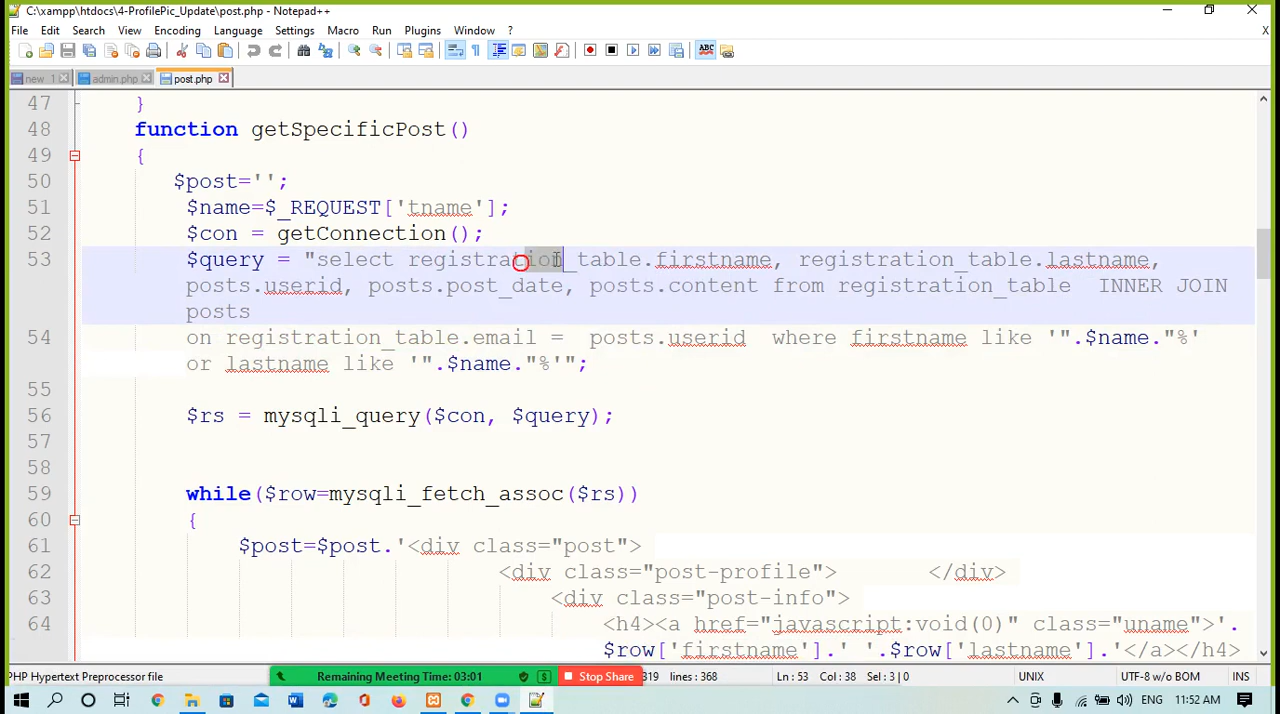 C:\xampp\htdocs\4-ProfilePic_Update\post.php - Notepad++
File Edit Search View Encoding Language Settings Macro Run Plugins Window ? X
new 1 admin.php post.php
47 }
48 function getSpecificPost()
49 {
50 $post='';
51 $name=$_REQUEST['tname'];
52 $con = getConnection();
53 $query = "select registration_table.firstname, registration_table.lastname,
posts.userid, posts.post_date, posts.content from registration_table  INNER JOIN
posts
54 on registration_table.email =  posts.userid  where firstname like '".$name."%'
or lastname like '".$name."%'";
55
56 $rs = mysqli_query($con, $query);
57
58
59 while($row=mysqli_fetch_assoc($rs))
60 {
61 $post=$post.'<div class="post">
62 <div class="post-profile"> </div>
63 <div class="post-info">
64 <h4><a href="javascript:void(0)" class="uname">'.
$row['firstname'].' '.$row['lastname'].'</a></h4>
PHP Hypertext Preprocessor file Remaining Meeting Time: 03:01 Stop Share 319 lines : 368 Ln : 53 Col : 38 Sel : 3 | 0 UNIX UTF-8 w/o BOM INS
ENG 11:52 AM